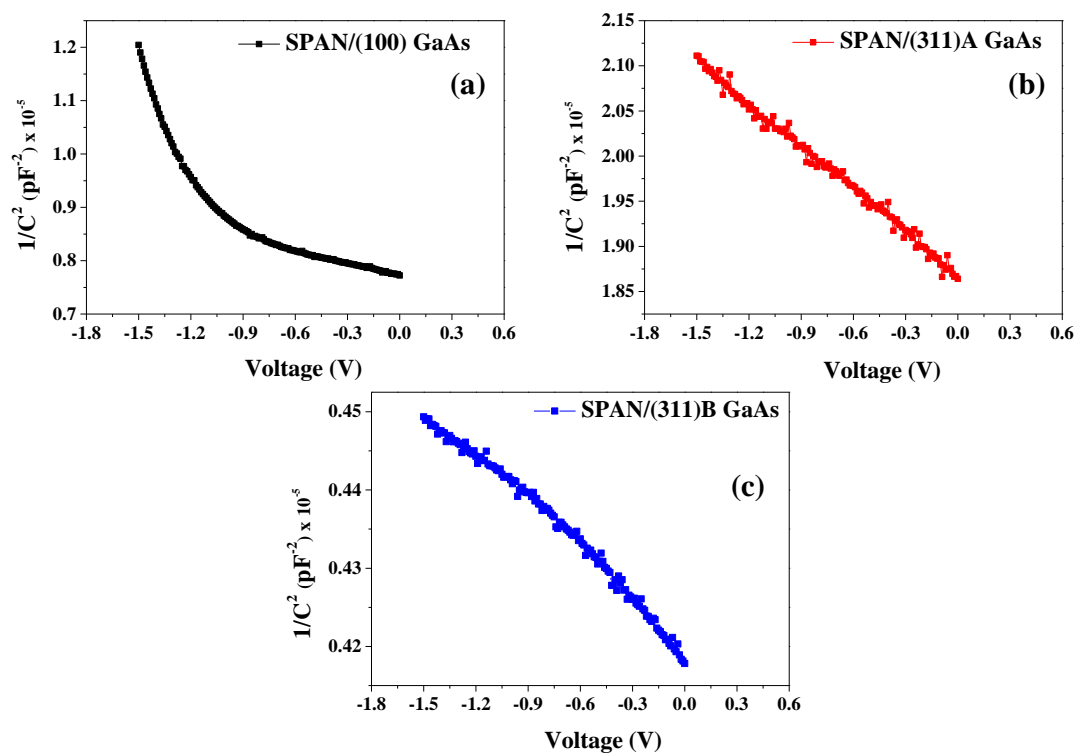 SPAN/(100) GaAs
(a)
1/C² (pF⁻²) x 10⁻⁵
1.2
1.1
1.0
0.9
0.8
0.7
-1.8 -1.5 -1.2 -0.9 -0.6 -0.3 0.0 0.3 0.6
Voltage (V)
SPAN/(311)A GaAs
(b)
1/C² (pF⁻²) x 10⁻⁵
2.15
2.10
2.05
2.00
1.95
1.90
1.85
-1.8 -1.5 -1.2 -0.9 -0.6 -0.3 0.0 0.3 0.6
Voltage (V)
SPAN/(311)B GaAs
(c)
1/C² (pF⁻²) x 10⁻⁵
0.45
0.44
0.43
0.42
-1.8 -1.5 -1.2 -0.9 -0.6 -0.3 0.0 0.3 0.6
Voltage (V)